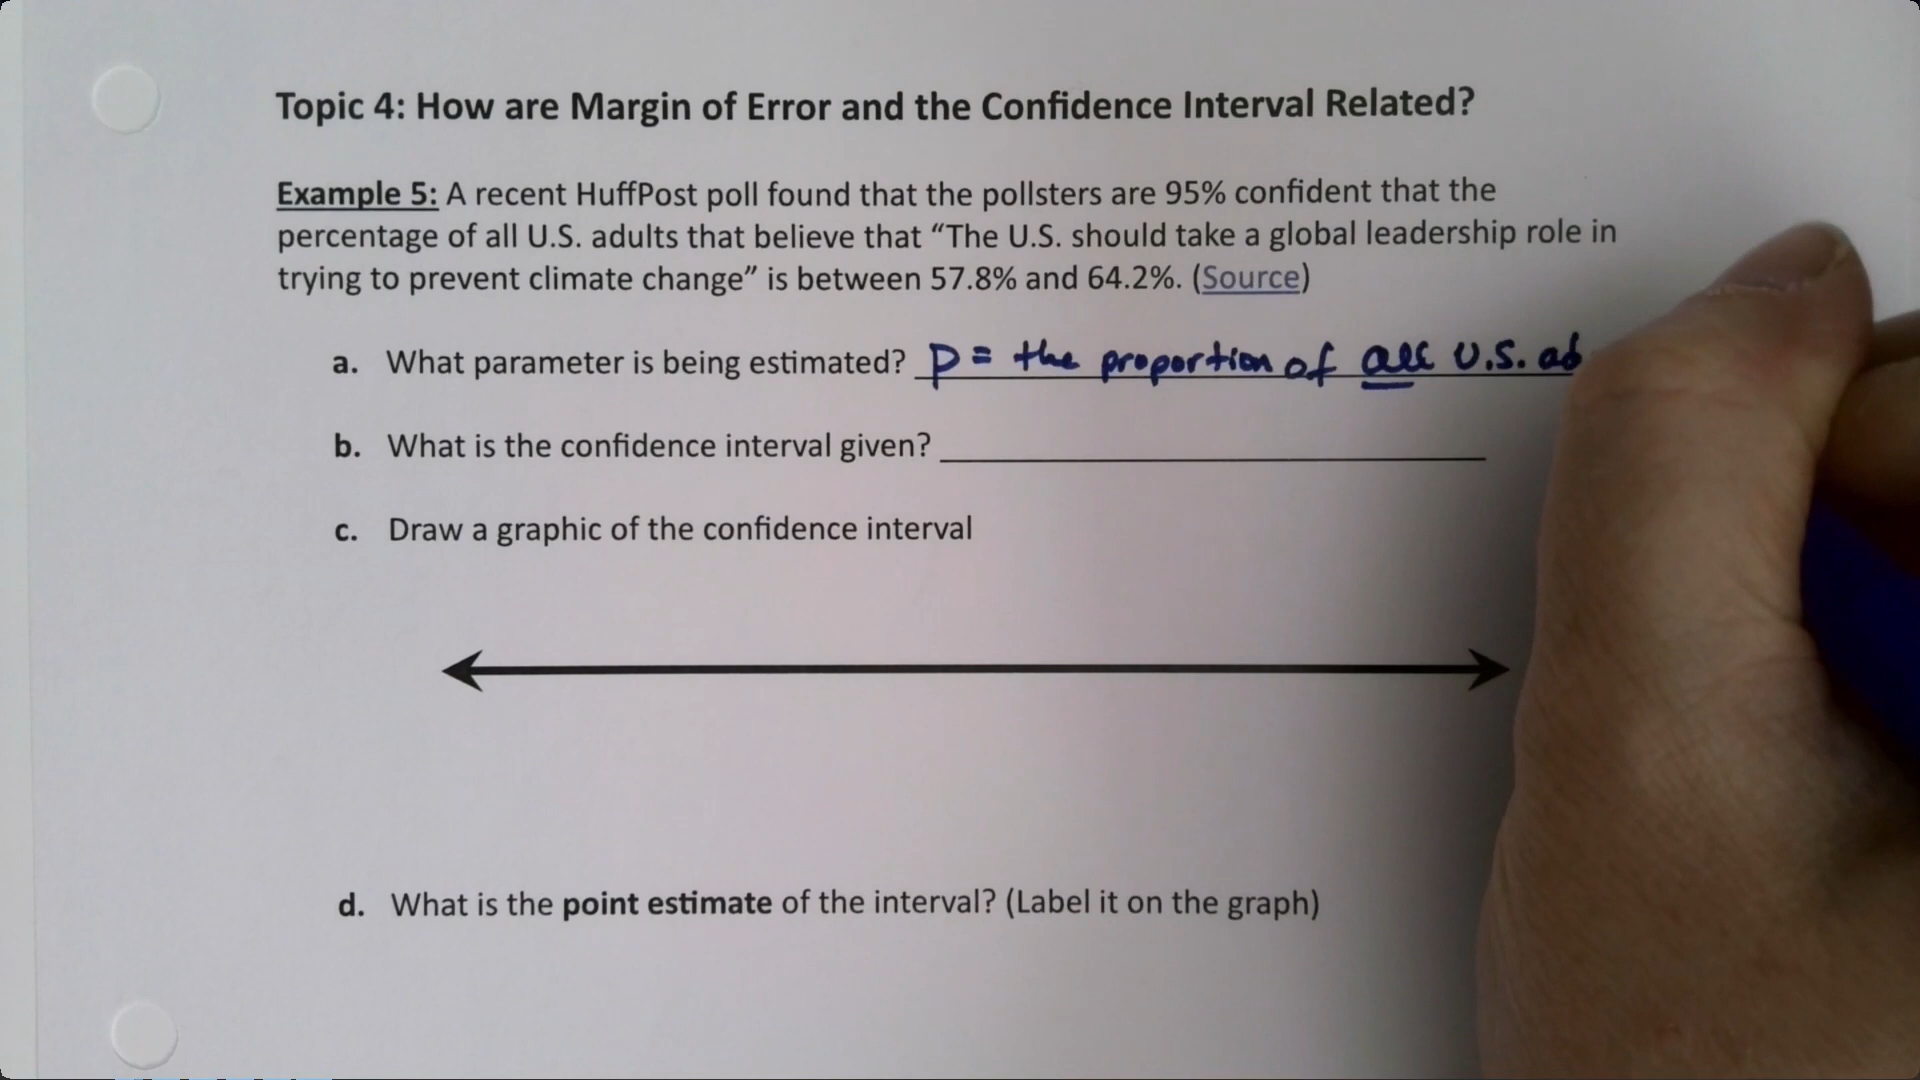 Topic 4: How are Margin of Error and the Confidence Interval Related?
Example 5: A recent HuffPost poll found that the pollsters are 95% confident that the
percentage of all U.S. adults that believe that “The U.S. should take a global leadership role in
trying to prevent climate change” is between 57.8% and 64.2%. (Source)
a. What parameter is being estimated? P = the proportion of all U.S. ad
b. What is the confidence interval given?
c. Draw a graphic of the confidence interval
d. What is the point estimate of the interval? (Label it on the graph)